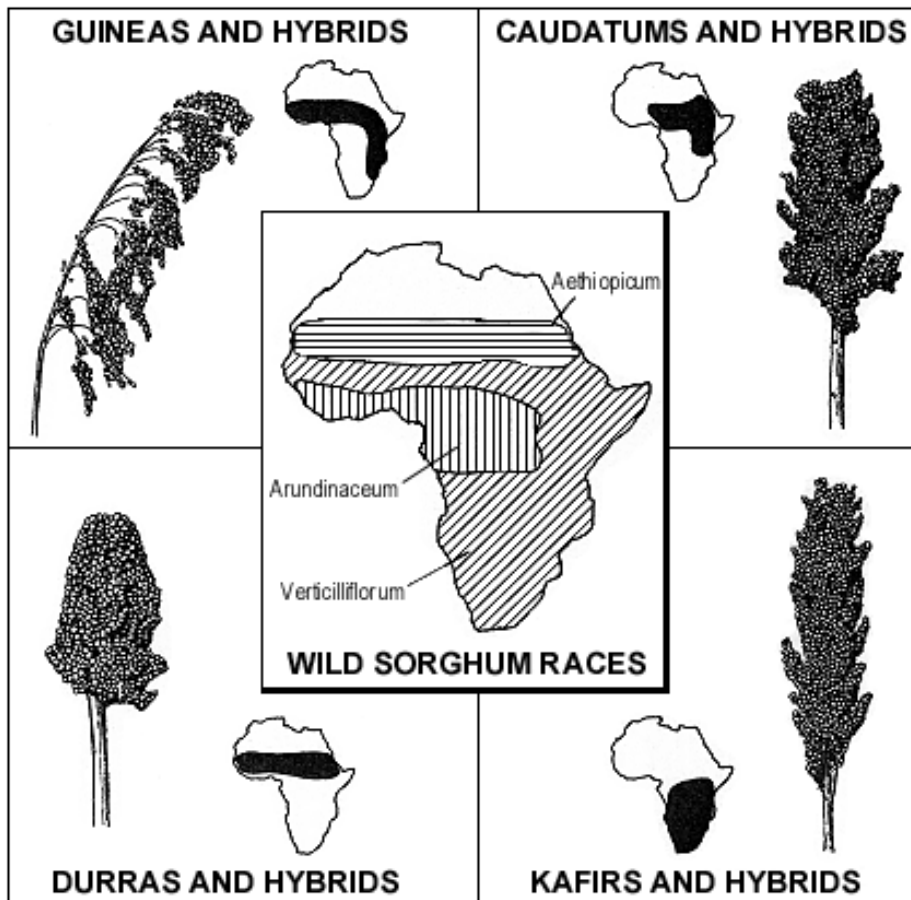 GUINEAS AND HYBRIDS
CAUDATUMS AND HYBRIDS
Aethiopicum
Arundinaceum
Verticilliflorum
WILD SORGHUM RACES
DURRAS AND HYBRIDS
KAFIRS AND HYBRIDS